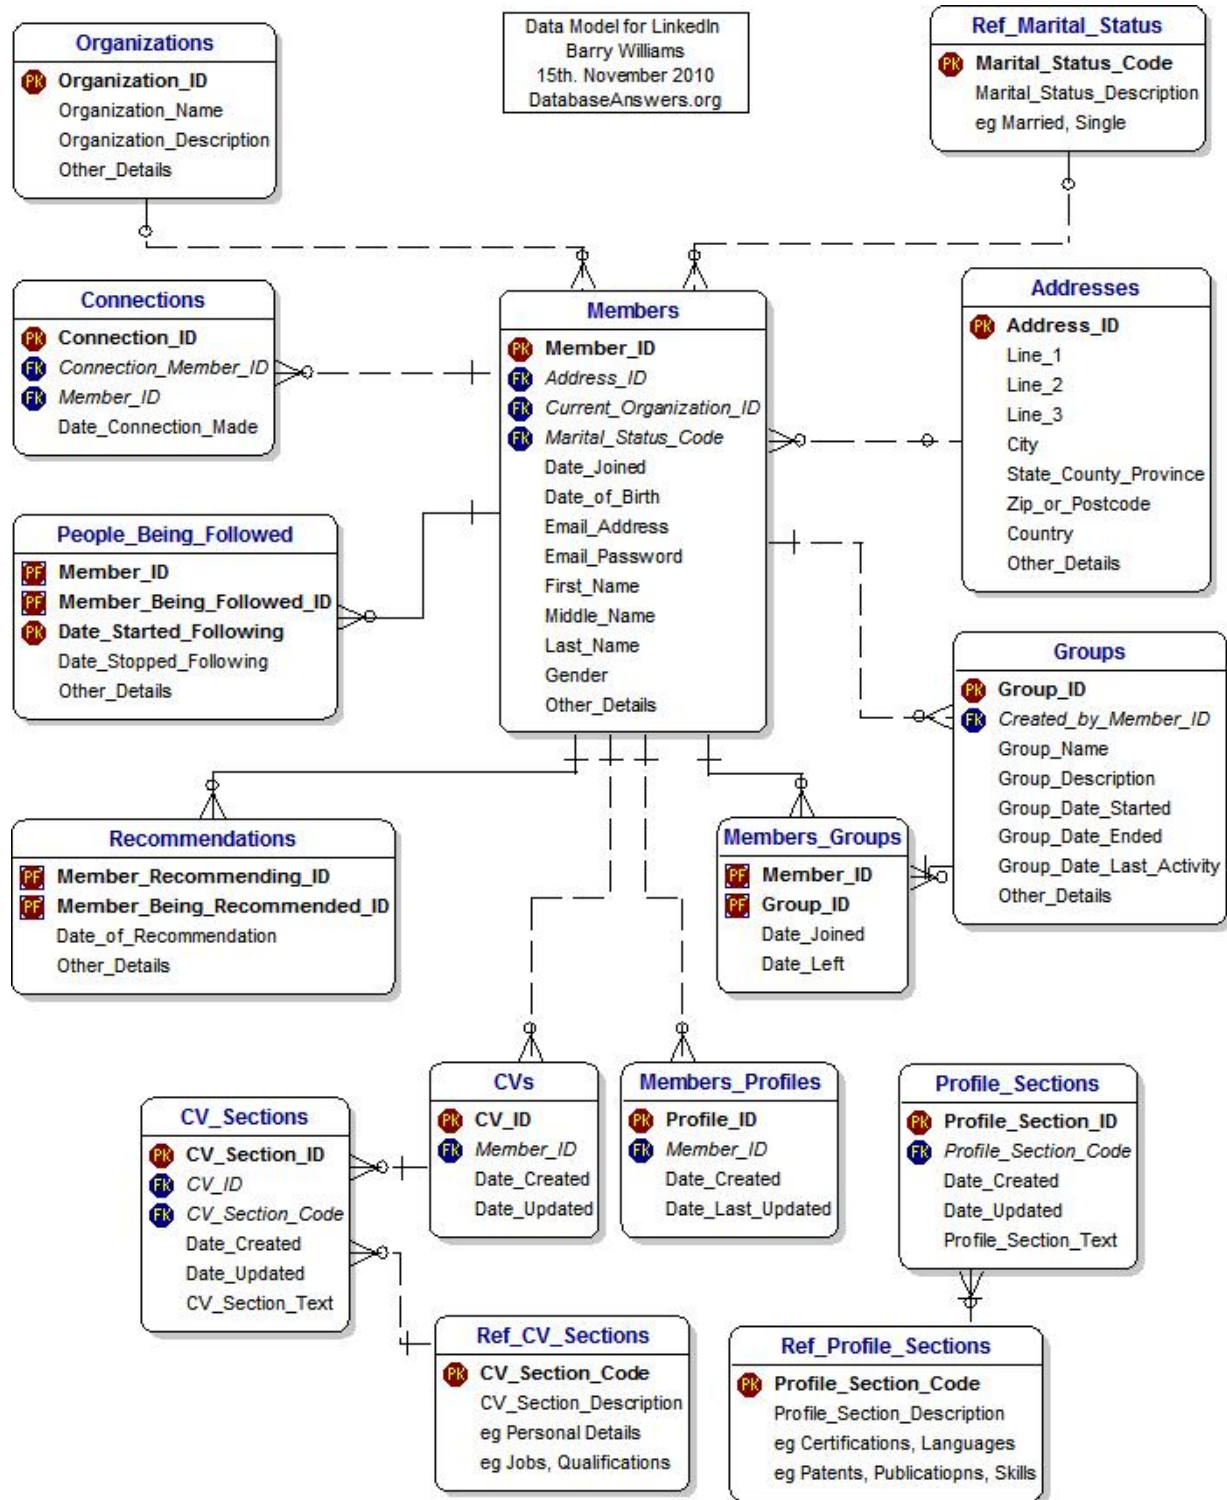 Data Model for LinkedIn
Barry Williams
15th. November 2010
DatabaseAnswers.org
Organizations
PK Organization_ID
Organization_Name
Organization_Description
Other_Details
Ref_Marital_Status
PK Marital_Status_Code
Marital_Status_Description
eg Married, Single
Connections
PK Connection_ID
FK Connection_Member_ID
FK Member_ID
Date_Connection_Made
Members
PK Member_ID
FK Address_ID
FK Current_Organization_ID
FK Marital_Status_Code
Date_Joined
Date_of_Birth
Email_Address
Email_Password
First_Name
Middle_Name
Last_Name
Gender
Other_Details
Addresses
PK Address_ID
Line_1
Line_2
Line_3
City
State_County_Province
Zip_or_Postcode
Country
Other_Details
People_Being_Followed
PF Member_ID
PF Member_Being_Followed_ID
PK Date_Started_Following
Date_Stopped_Following
Other_Details
Groups
PK Group_ID
FK Created_by_Member_ID
Group_Name
Group_Description
Group_Date_Started
Group_Date_Ended
Group_Date_Last_Activity
Other_Details
Recommendations
PF Member_Recommending_ID
PF Member_Being_Recommended_ID
Date_of_Recommendation
Other_Details
Members_Groups
PF Member_ID
PF Group_ID
Date_Joined
Date_Left
CV_Sections
PK CV_Section_ID
FK CV_ID
FK CV_Section_Code
Date_Created
Date_Updated
CV_Section_Text
CVs
PK CV_ID
FK Member_ID
Date_Created
Date_Updated
Members_Profiles
PK Profile_ID
FK Member_ID
Date_Created
Date_Last_Updated
Profile_Sections
PK Profile_Section_ID
FK Profile_Section_Code
Date_Created
Date_Updated
Profile_Section_Text
Ref_CV_Sections
PK CV_Section_Code
CV_Section_Description
eg Personal Details
eg Jobs, Qualifications
Ref_Profile_Sections
PK Profile_Section_Code
Profile_Section_Description
eg Certifications, Languages
eg Patents, Publicatiopns, Skills